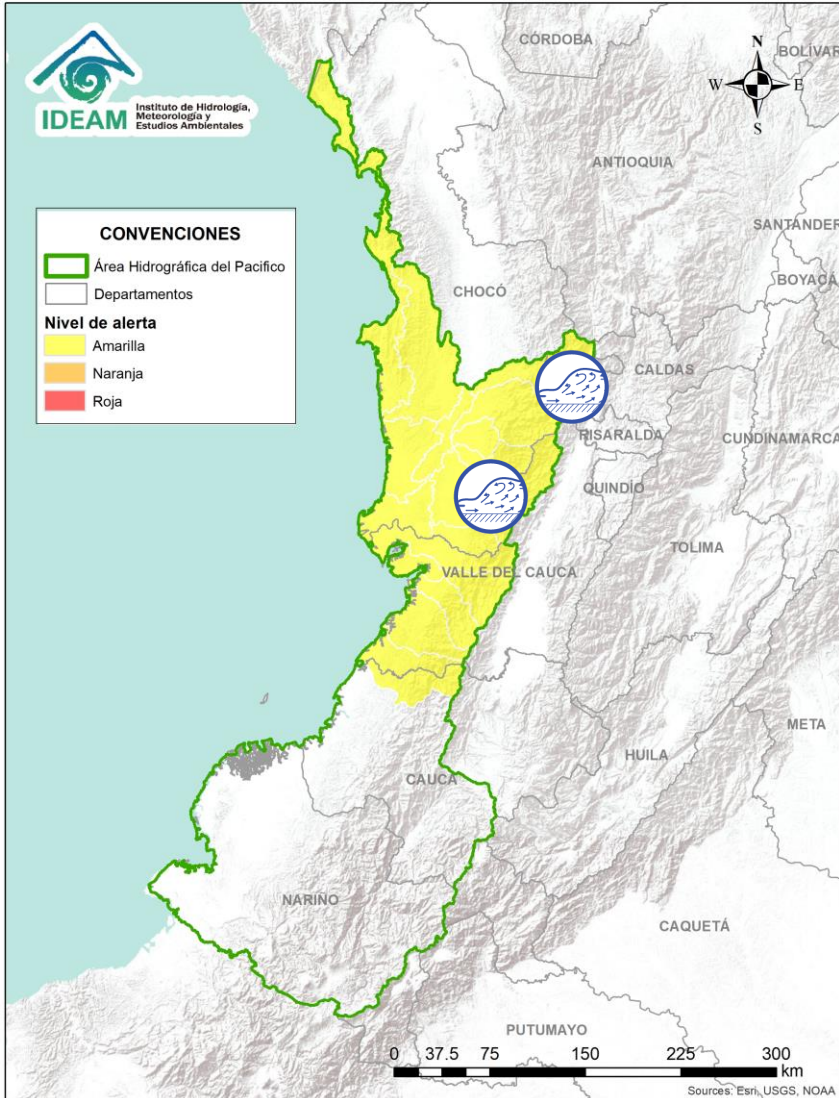 IDEAM
Instituto de Hidrología,
Meteorología y
Estudios Ambientales
CÓRDOBA
BOLÍVAR
N
W
E
S
ANTIOQUIA
SANTANDER
BOYACÁ
CONVENCIONES
Área Hidrográfica del Pacifico
Departamentos
Nivel de alerta
Amarilla
Naranja
Roja
CHOCÓ
CALDAS
RISARALDA
CUNDINAMARCA
QUINDÍO
TOLIMA
VALLE DEL CAUCA
META
HUILA
CAUCA
NARIÑO
CAQUETÁ
PUTUMAYO
0 37.5 75 150 225 300
km
Sources: Esri, USGS, NOAA